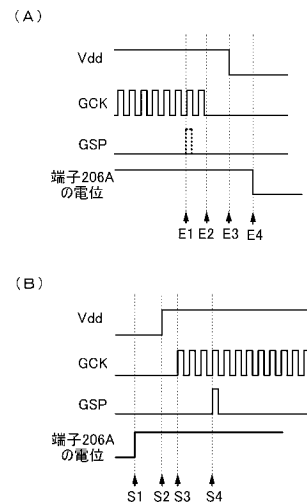 (A)
Vdd
GCK
GSP
端子206A
の電位
E1 E2 E3 E4
(B)
Vdd
GCK
GSP
端子206A
の電位
S1 S2 S3 S4